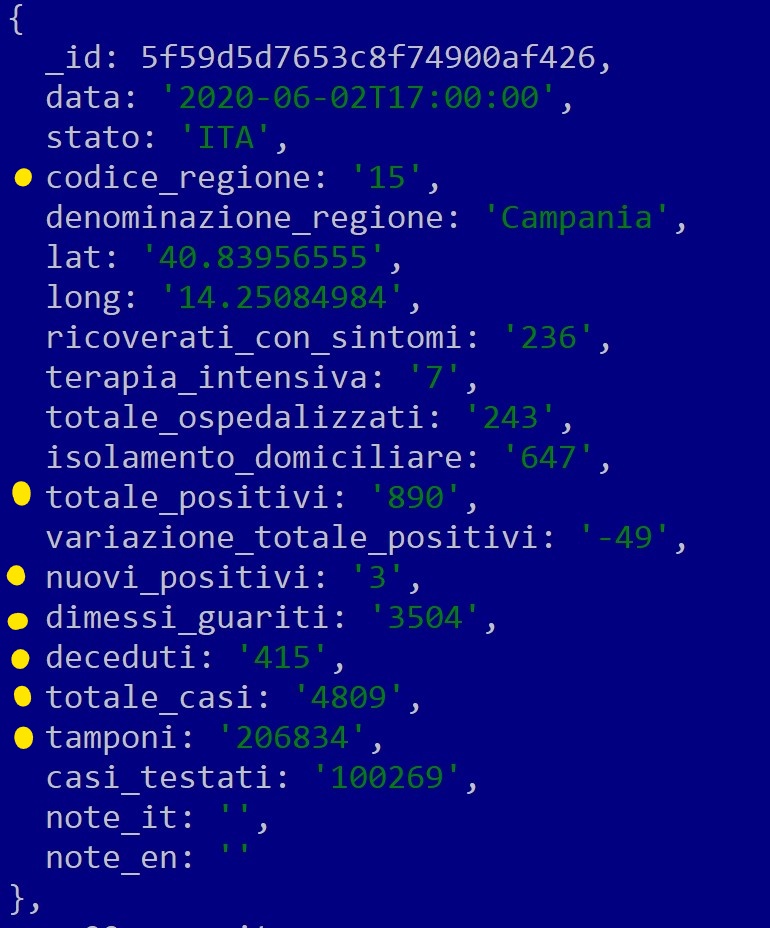 {
_id: 5f59d5d7653c8f74900af426,
data: '2020-06-02T17:00:00',
stato: 'ITA',
codice_regione: '15',
denominazione_regione: 'Campania',
lat: '40.83956555',
long: '14.25084984',
ricoverati_con_sintomi: '236',
terapia_intensiva: '7',
totale_ospedalizzati: '243',
isolamento_domiciliare: '647',
totale_positivi: '890',
variazione_totale_positivi: '-49',
nuovi_positivi: '3',
dimessi_guariti: '3504',
deceduti: '415',
totale_casi: '4809',
tamponi: '206834',
casi_testati: '100269',
note_it: '',
note_en: ''
},